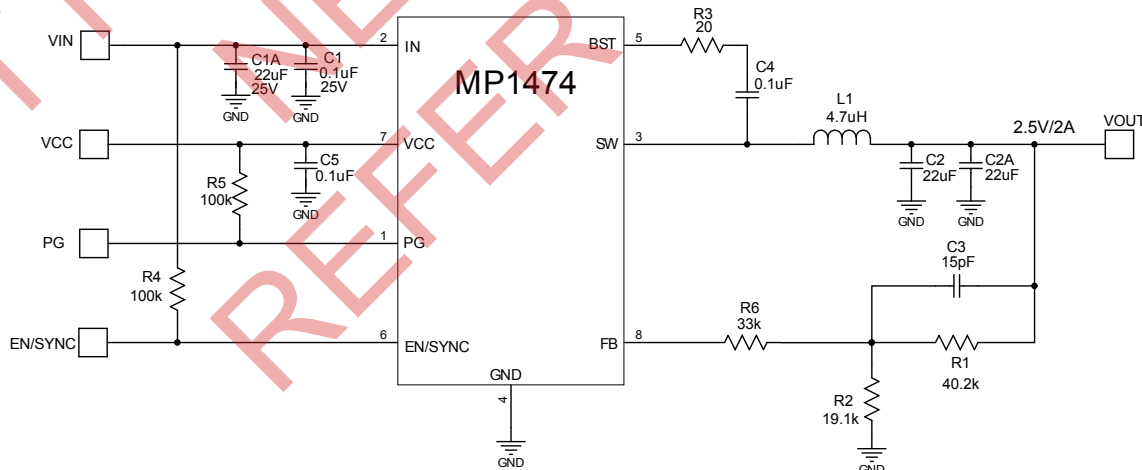 VIN
2
IN
C1A
22uF
25V
GND
C1
0.1uF
25V
GND
MP1474
BST
5
R3
20
C4
0.1uF
L1
4.7uH
2.5V/2A
VOUT
VCC
7
VCC
C5
0.1uF
GND
R5
100k
SW
3
C2
22uF
GND
C2A
22uF
GND
PG
1
PG
R4
100k
C3
15pF
EN/SYNC
6
EN/SYNC
FB
8
R6
33k
R1
40.2k
R2
19.1k
GND
GND
4
GND
REFER
NE